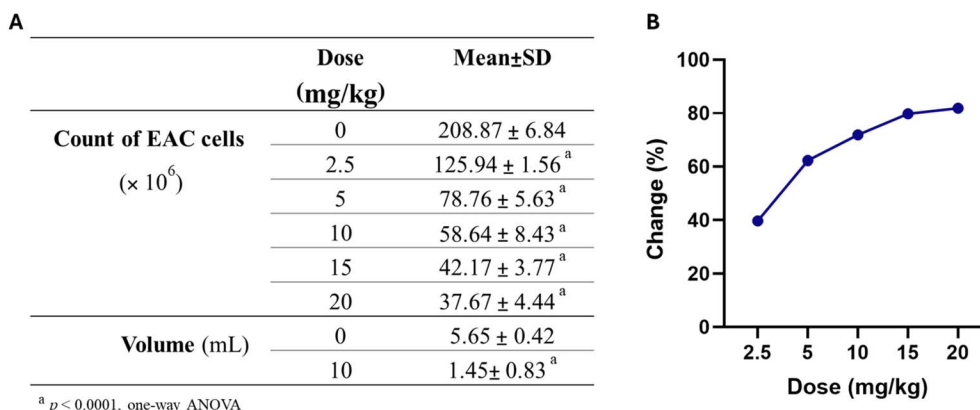 A
Dose (mg/kg) Mean±SD
Count of EAC cells (× 10⁶)
0 208.87 ± 6.84
2.5 125.94 ± 1.56 ᵃ
5 78.76 ± 5.63 ᵃ
10 58.64 ± 8.43 ᵃ
15 42.17 ± 3.77 ᵃ
20 37.67 ± 4.44 ᵃ
Volume (mL)
0 5.65 ± 0.42
10 1.45± 0.83 ᵃ
ᵃ p < 0.0001, one-way ANOVA
B
Change (%)
100
80
60
40
20
0
2.5 5 10 15 20
Dose (mg/kg)